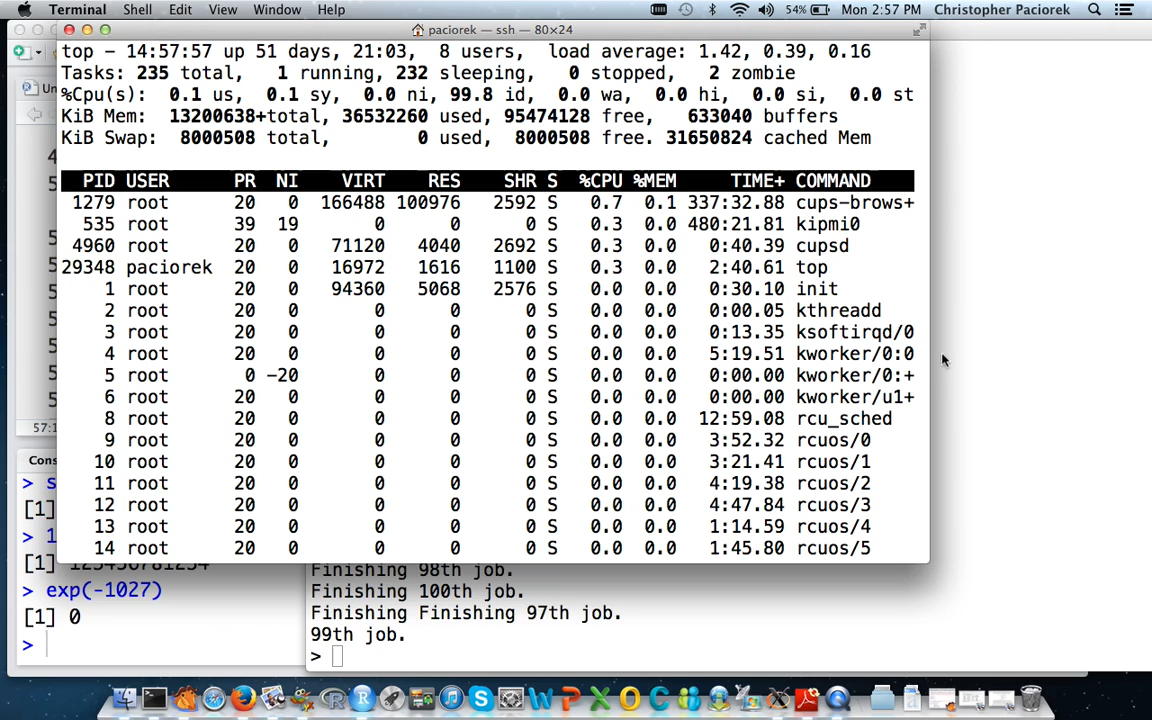 Terminal Shell Edit View Window Help 54% Mon 2:57 PM Christopher Paciorek
paciorek — ssh — 80×24
top - 14:57:57 up 51 days, 21:03, 8 users, load average: 1.42, 0.39, 0.16
Tasks: 235 total, 1 running, 232 sleeping, 0 stopped, 2 zombie
%Cpu(s): 0.1 us, 0.1 sy, 0.0 ni, 99.8 id, 0.0 wa, 0.0 hi, 0.0 si, 0.0 st
KiB Mem: 13200638+total, 36532260 used, 95474128 free, 633040 buffers
KiB Swap: 8000508 total, 0 used, 8000508 free. 31650824 cached Mem
PID USER PR NI VIRT RES SHR S %CPU %MEM TIME+ COMMAND
1279 root 20 0 166488 100976 2592 S 0.7 0.1 337:32.88 cups-brows+
535 root 39 19 0 0 0 S 0.3 0.0 480:21.81 kipmi0
4960 root 20 0 71120 4040 2692 S 0.3 0.0 0:40.39 cupsd
29348 paciorek 20 0 16972 1616 1100 S 0.3 0.0 2:40.61 top
1 root 20 0 94360 5068 2576 S 0.0 0.0 0:30.10 init
2 root 20 0 0 0 0 S 0.0 0.0 0:00.05 kthreadd
3 root 20 0 0 0 0 S 0.0 0.0 0:13.35 ksoftirqd/0
4 root 20 0 0 0 0 S 0.0 0.0 5:19.51 kworker/0:0
5 root 0 -20 0 0 0 S 0.0 0.0 0:00.00 kworker/0:+
6 root 20 0 0 0 0 S 0.0 0.0 0:00.00 kworker/u1+
8 root 20 0 0 0 0 S 0.0 0.0 12:59.08 rcu_sched
9 root 20 0 0 0 0 S 0.0 0.0 3:52.32 rcuos/0
10 root 20 0 0 0 0 S 0.0 0.0 3:21.41 rcuos/1
11 root 20 0 0 0 0 S 0.0 0.0 4:19.38 rcuos/2
12 root 20 0 0 0 0 S 0.0 0.0 4:47.84 rcuos/3
13 root 20 0 0 0 0 S 0.0 0.0 1:14.59 rcuos/4
14 root 20 0 0 0 0 S 0.0 0.0 1:45.80 rcuos/5
Un
57:1
Cons
> s
[1]
> 1
[1]
> exp(-1027)
[1] 0
>
Finishing 98th job.
Finishing 100th job.
Finishing Finishing 97th job.
99th job.
>